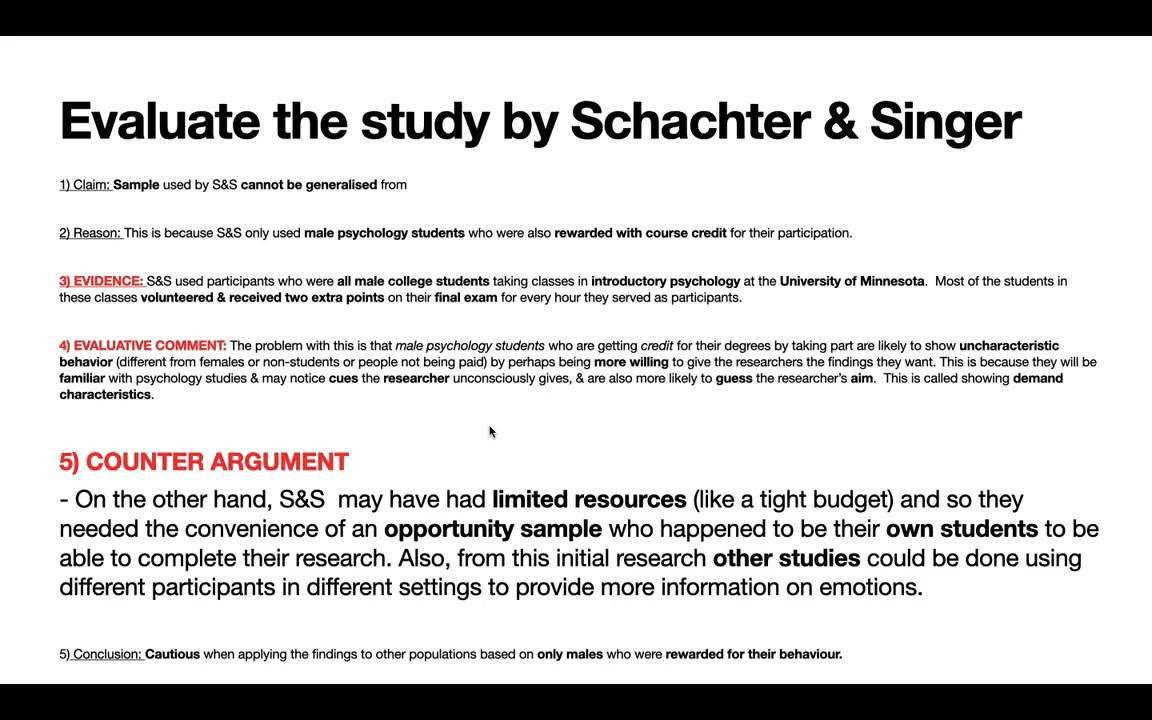 Evaluate the study by Schachter & Singer
1) Claim: Sample used by S&S cannot be generalised from
2) Reason: This is because S&S only used male psychology students who were also rewarded with course credit for their participation.
3) EVIDENCE: S&S used participants who were all male college students taking classes in introductory psychology at the University of Minnesota.  Most of the students in
these classes volunteered & received two extra points on their final exam for every hour they served as participants.
4) EVALUATIVE COMMENT: The problem with this is that male psychology students who are getting credit for their degrees by taking part are likely to show uncharacteristic
behavior (different from females or non-students or people not being paid) by perhaps being more willing to give the researchers the findings they want. This is because they will be
familiar with psychology studies & may notice cues the researcher unconsciously gives, & are also more likely to guess the researcher's aim.  This is called showing demand
characteristics.
5) COUNTER ARGUMENT
- On the other hand, S&S  may have had limited resources (like a tight budget) and so they
needed the convenience of an opportunity sample who happened to be their own students to be
able to complete their research. Also, from this initial research other studies could be done using
different participants in different settings to provide more information on emotions.
5) Conclusion: Cautious when applying the findings to other populations based on only males who were rewarded for their behaviour.